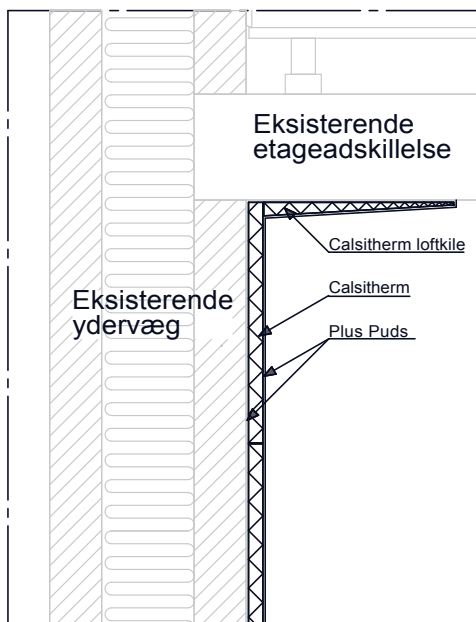 Eksisterende
etageadskillelse
Calsitherm loftkile
Calsitherm
Eksisterende
ydervæg
Plus Puds